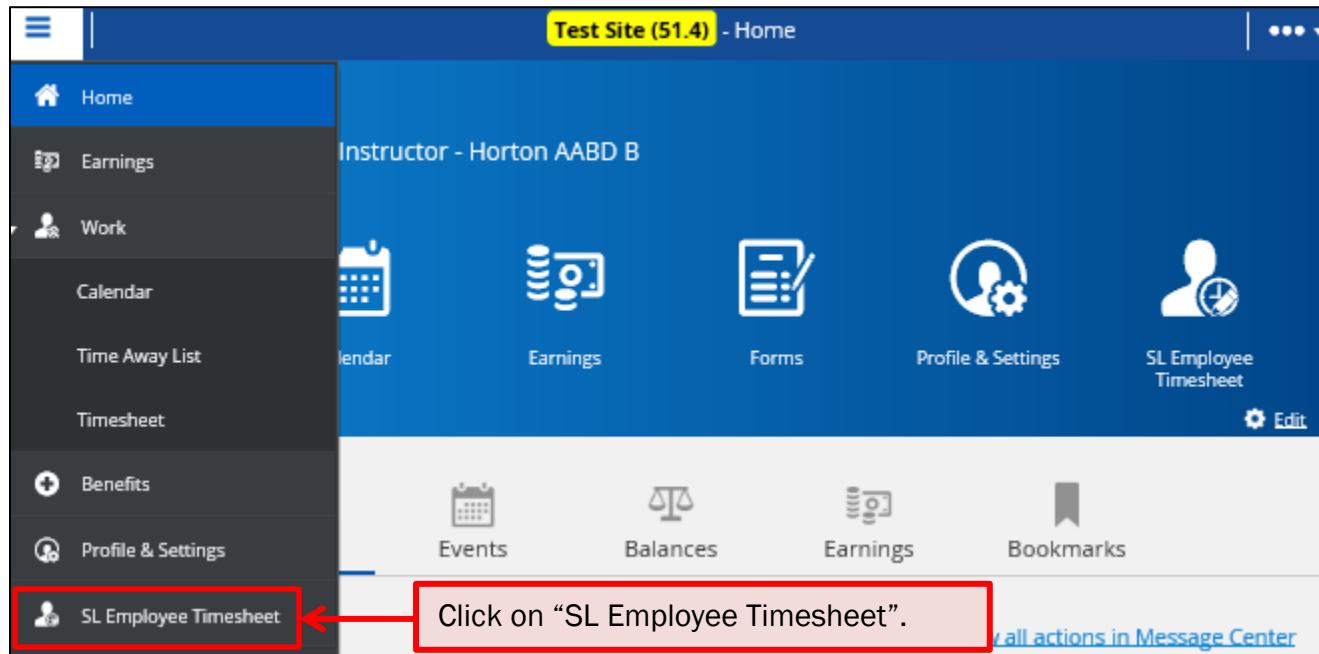 Test Site (51.4) - Home
Home
Earnings
Work
Calendar
Time Away List
Timesheet
Benefits
Profile & Settings
SL Employee Timesheet
Instructor - Horton AABD B
lendar
Earnings
Forms
Profile & Settings
SL Employee
Timesheet
Edit
Events
Balances
Earnings
Bookmarks
Click on “SL Employee Timesheet”.
all actions in Message Center